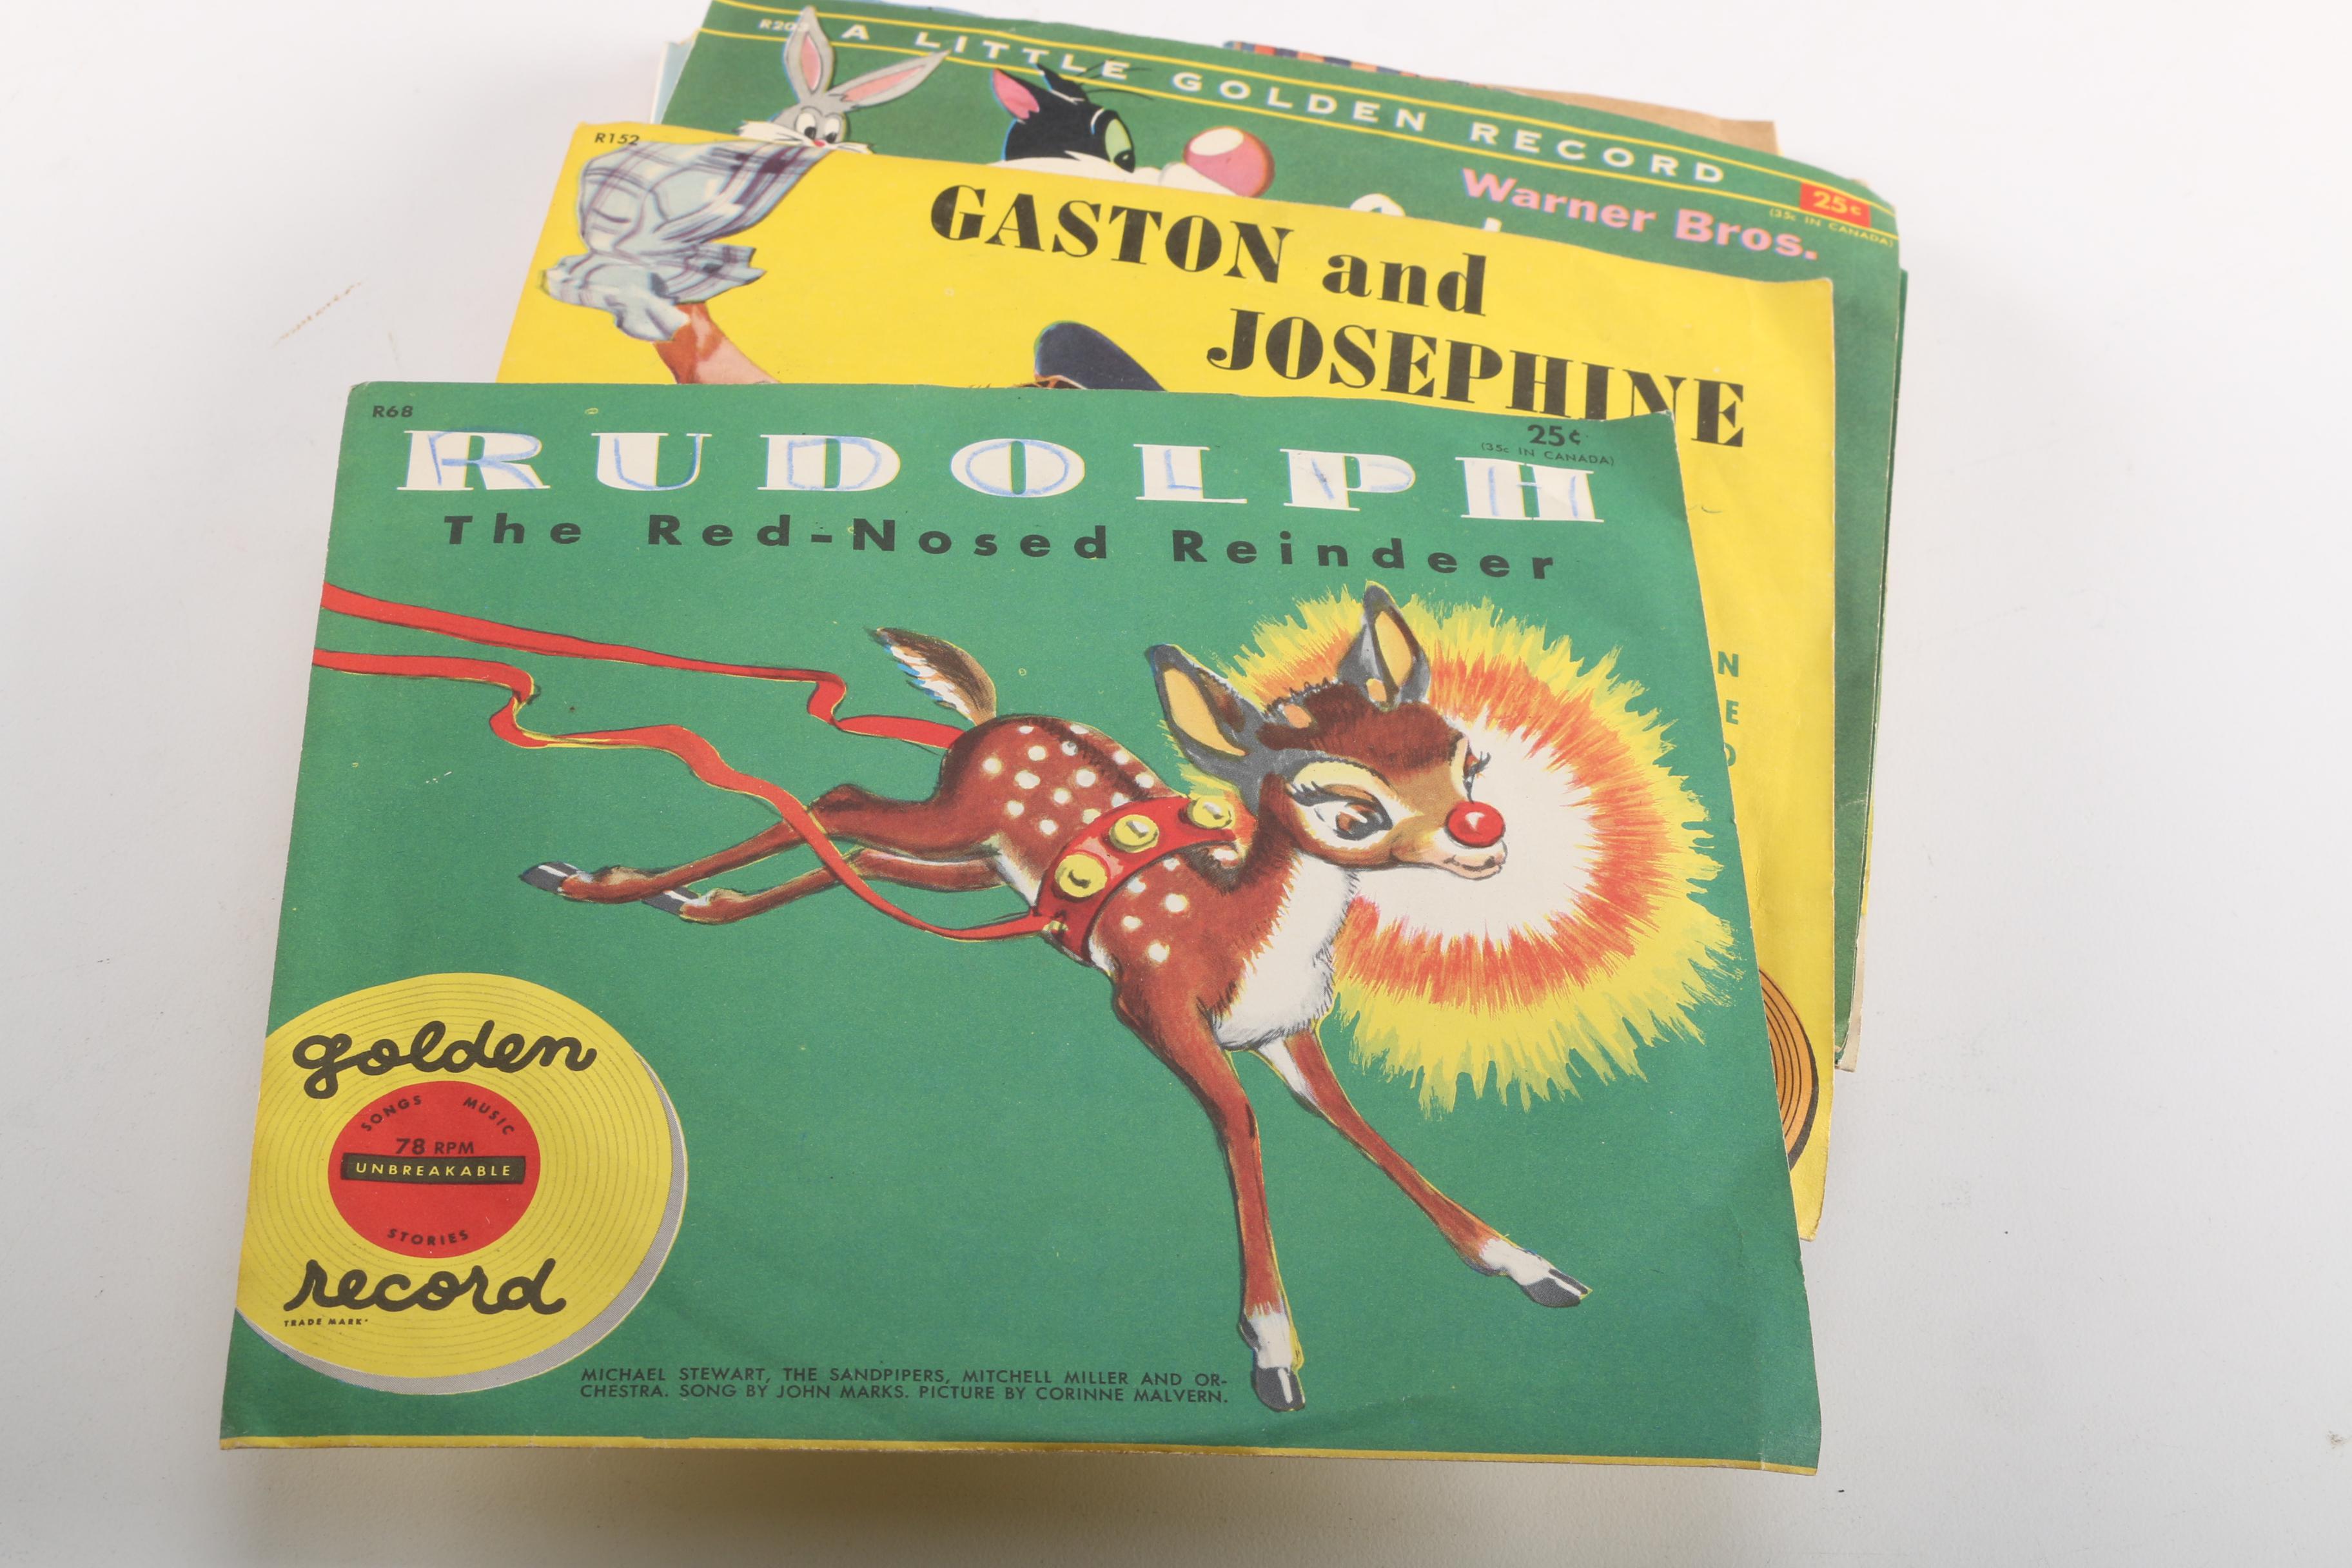 A LITTLE GOLDEN RECORD
Warner Bros.
25¢
(35c IN CANADA)
R152
GASTON and
JOSEPHINE
N
E
R68
25¢
(35c IN CANADA)
RUDOLPH
The Red-Nosed Reindeer
golden
SONGS MUSIC
78 RPM
UNBREAKABLE
STORIES
record
TRADE MARK
MICHAEL STEWART, THE SANDPIPERS, MITCHELL MILLER AND OR-
CHESTRA. SONG BY JOHN MARKS. PICTURE BY CORINNE MALVERN.